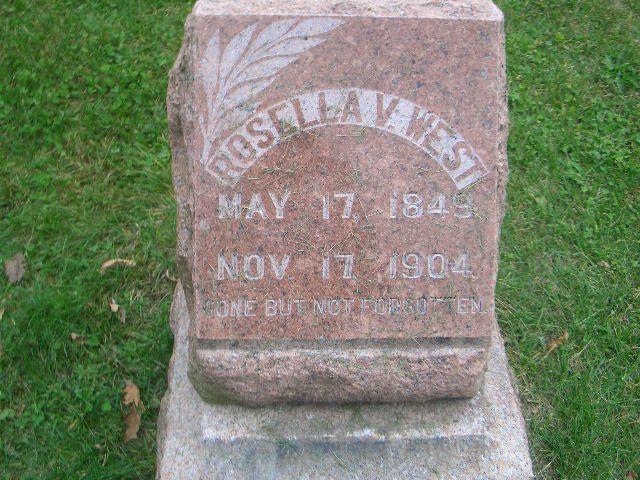 ROSELLA V. WEST
MAY 17, 1849
NOV. 17. 1904.
GONE BUT NOT FORGOTTEN.